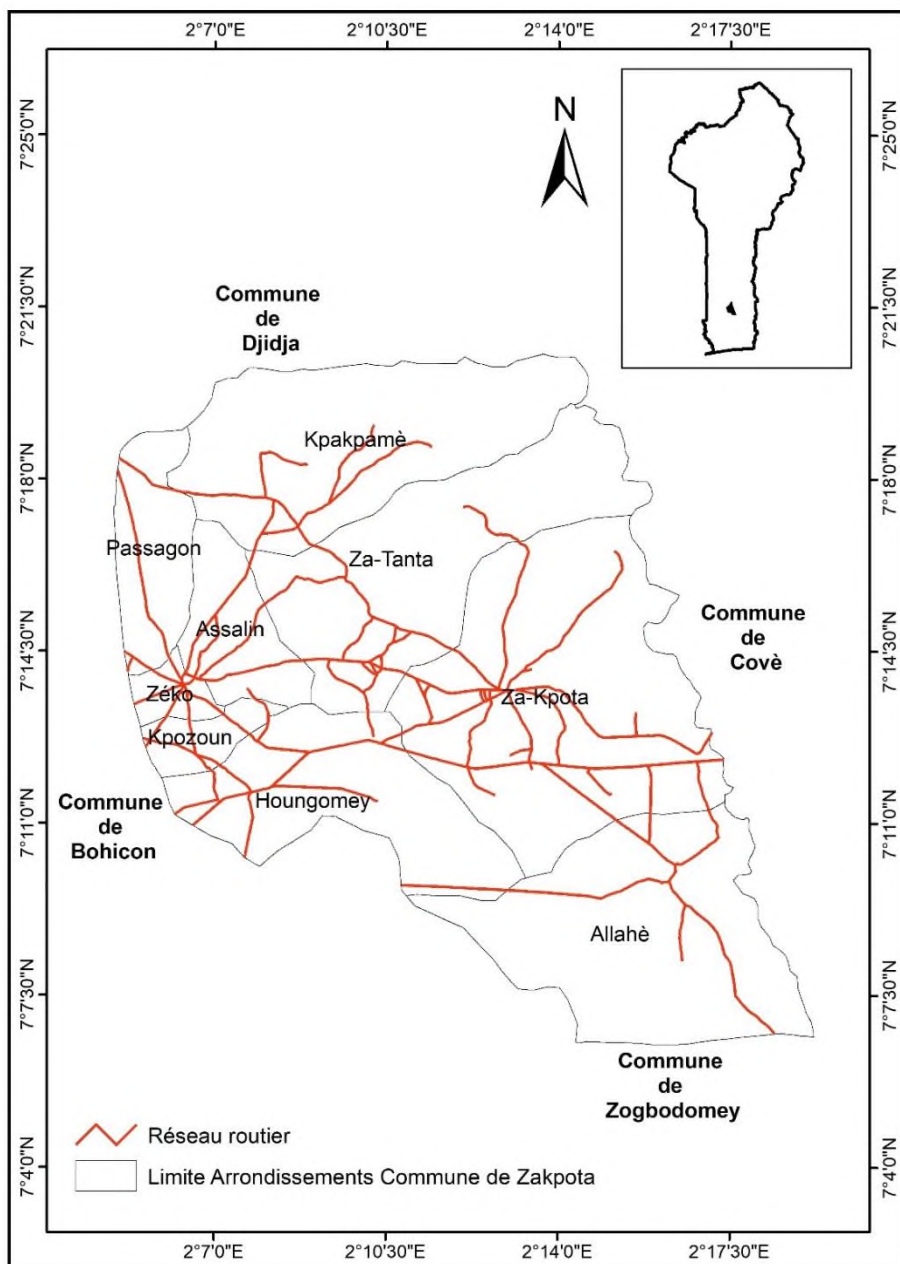 2°7'0"E
2°10'30"E
2°14'0"E
2°17'30"E
N
7°25'0"N
7°25'0"N
7°21'30"N
7°21'30"N
Commune
de
Djidja
Kpakpamè
7°18'0"N
7°18'0"N
Passagon
Za-Tanta
Assalin
Commune
de
Covè
7°14'30"N
7°14'30"N
Zéko
Za-Kpota
Kpozoun
Houngomey
Commune
de
Bohicon
7°11'0"N
7°11'0"N
Allahè
7°7'30"N
7°7'30"N
Commune
de
Zogbodomey
Réseau routier
Limite Arrondissements Commune de Zakpota
7°4'0"N
7°4'0"N
2°7'0"E
2°10'30"E
2°14'0"E
2°17'30"E